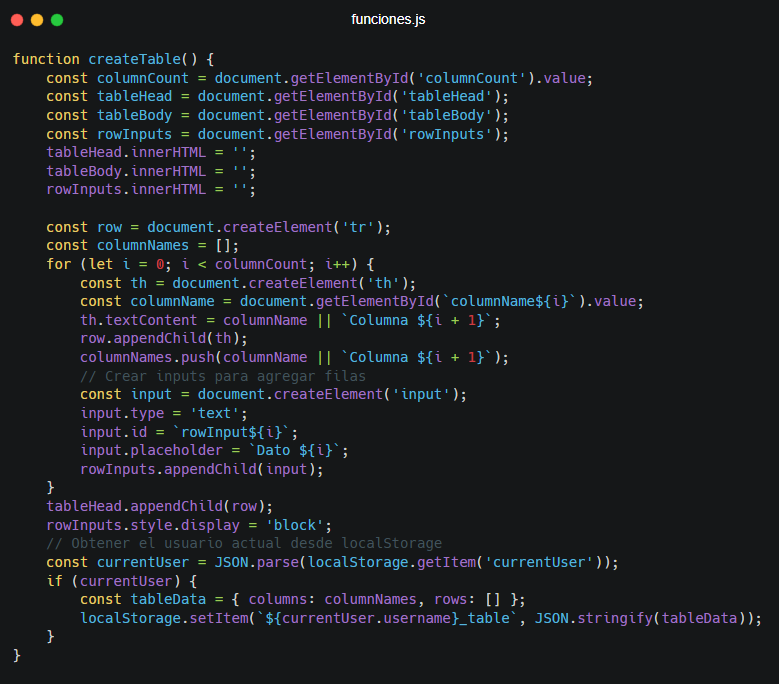 funciones.js
function createTable() {
    const columnCount = document.getElementById('columnCount').value;
    const tableHead = document.getElementById('tableHead');
    const tableBody = document.getElementById('tableBody');
    const rowInputs = document.getElementById('rowInputs');
    tableHead.innerHTML = '';
    tableBody.innerHTML = '';
    rowInputs.innerHTML = '';

    const row = document.createElement('tr');
    const columnNames = [];
    for (let i = 0; i < columnCount; i++) {
        const th = document.createElement('th');
        const columnName = document.getElementById(`columnName${i}`).value;
        th.textContent = columnName || `Columna ${i + 1}`;
        row.appendChild(th);
        columnNames.push(columnName || `Columna ${i + 1}`);
        // Crear inputs para agregar filas
        const input = document.createElement('input');
        input.type = 'text';
        input.id = `rowInput${i}`;
        input.placeholder = `Dato ${i}`;
        rowInputs.appendChild(input);
    }
    tableHead.appendChild(row);
    rowInputs.style.display = 'block';
    // Obtener el usuario actual desde localStorage
    const currentUser = JSON.parse(localStorage.getItem('currentUser'));
    if (currentUser) {
        const tableData = { columns: columnNames, rows: [] };
        localStorage.setItem(`${currentUser.username}_table`, JSON.stringify(tableData));
    }
}